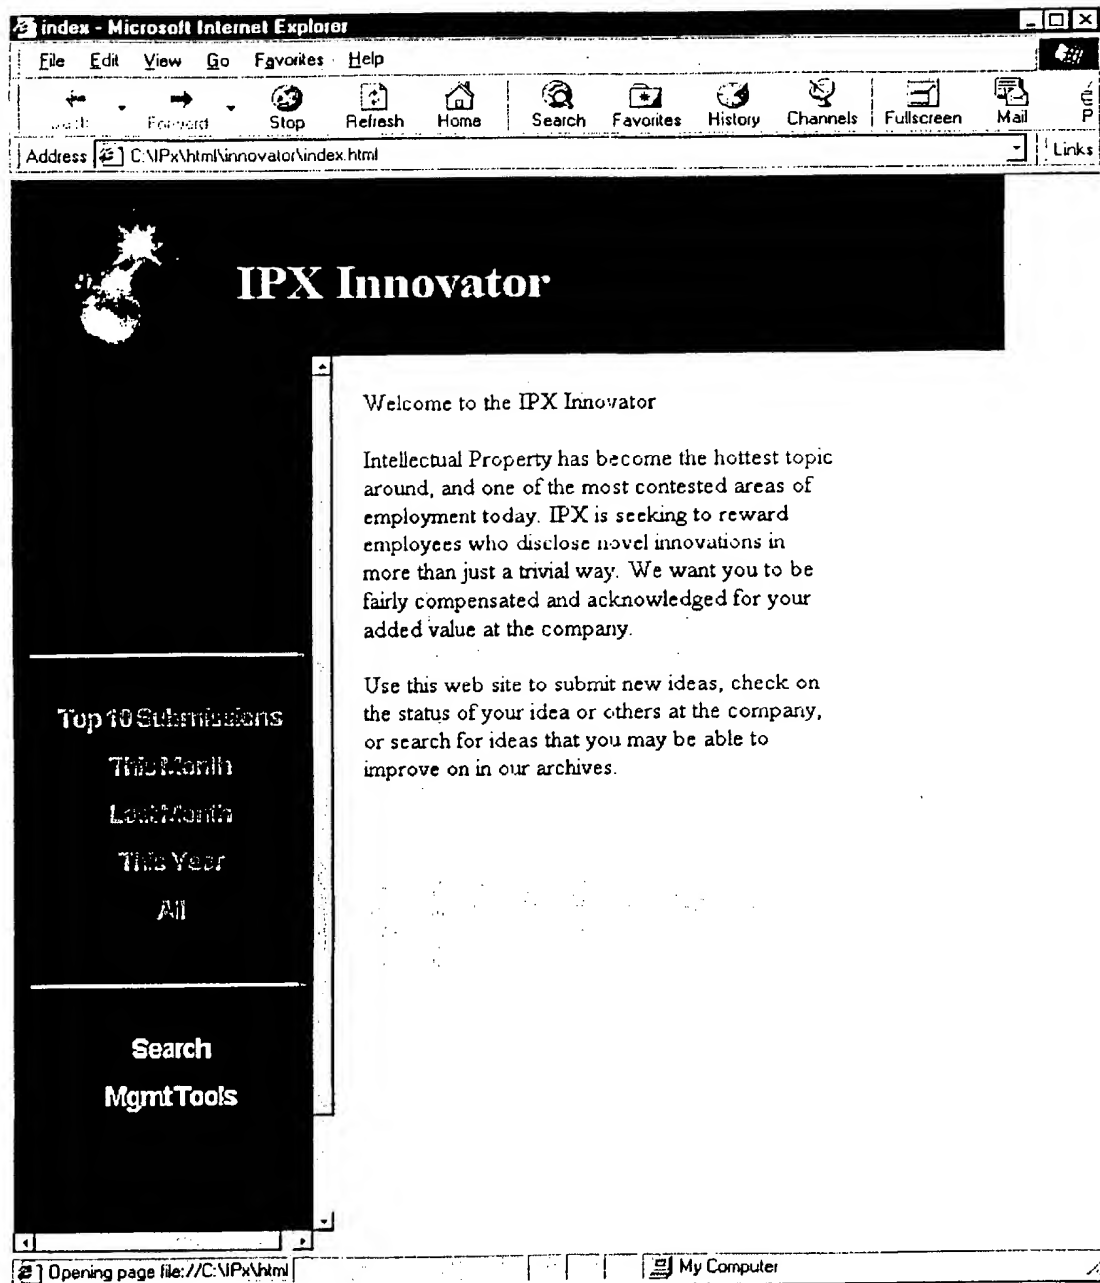 index - Microsoft Internet Explorer
File Edit View Go Favorites Help
Back Forward Stop Refresh Home Search Favorites History Channels Fullscreen Mail P
Address C:\IPx\html\innovator\index.html Links
IPX Innovator
Welcome to the IPX Innovator
Intellectual Property has become the hottest topic
around, and one of the most contested areas of
employment today. IPX is seeking to reward
employees who disclose novel innovations in
more than just a trivial way. We want you to be
fairly compensated and acknowledged for your
added value at the company.
Use this web site to submit new ideas, check on
the status of your idea or others at the company,
or search for ideas that you may be able to
improve on in our archives.
Top 10 Submissions
This Month
Last Month
This Year
All
Search
Mgmt Tools
Opening page file://C:\IPx\html My Computer